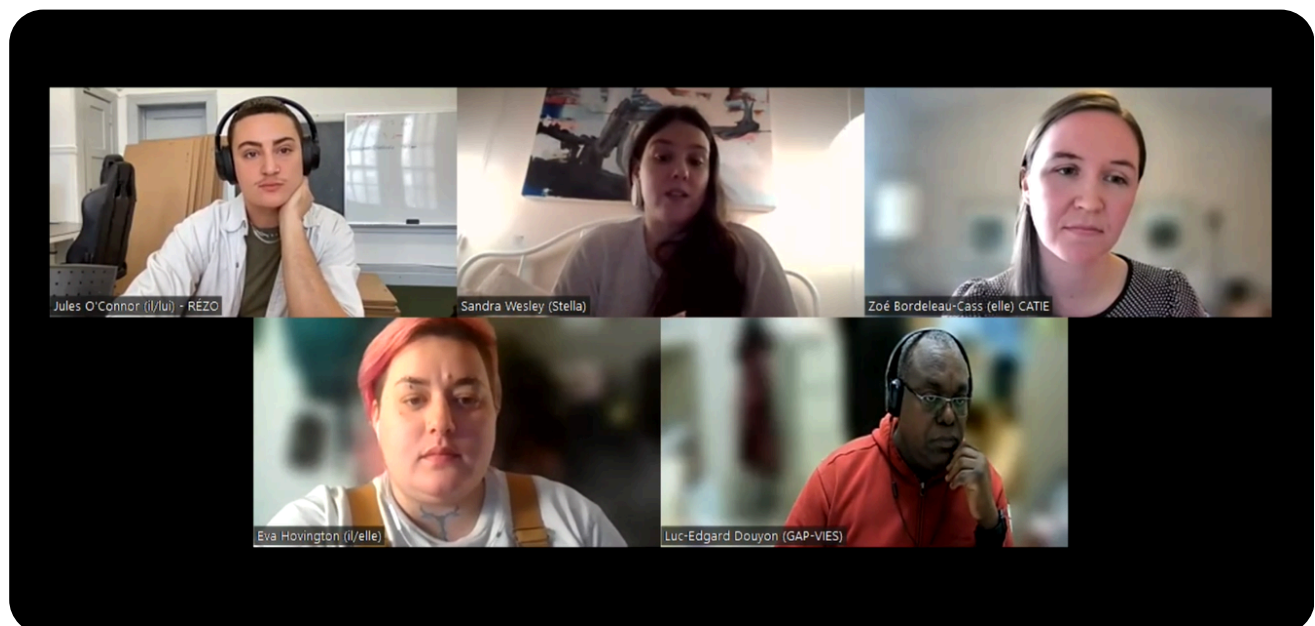 Jules O'Connor (il/lui) - RÉZO
Sandra Wesley (Stella)
Zoé Bordeleau-Cass (elle) CATIE
Eva Hovington (il/elle)
Luc-Edgard Douyon (GAP-VIES)